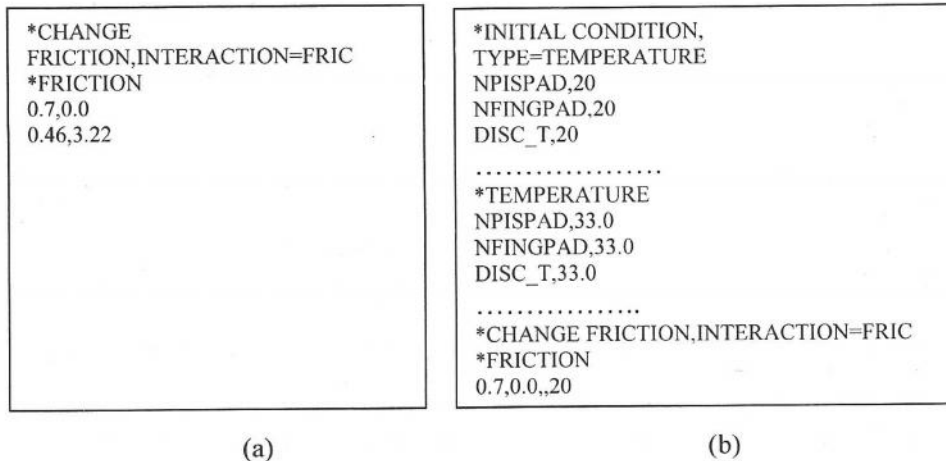 *CHANGE
FRICTION,INTERACTION=FRIC
*FRICTION
0.7,0.0
0.46,3.22
(a)
*INITIAL CONDITION,
TYPE=TEMPERATURE
NPISPAD,20
NFINGPAD,20
DISC_T,20
...................
*TEMPERATURE
NPISPAD,33.0
NFINGPAD,33.0
DISC_T,33.0
.................
*CHANGE FRICTION,INTERACTION=FRIC
*FRICTION
0.7,0.0,,20
(b)